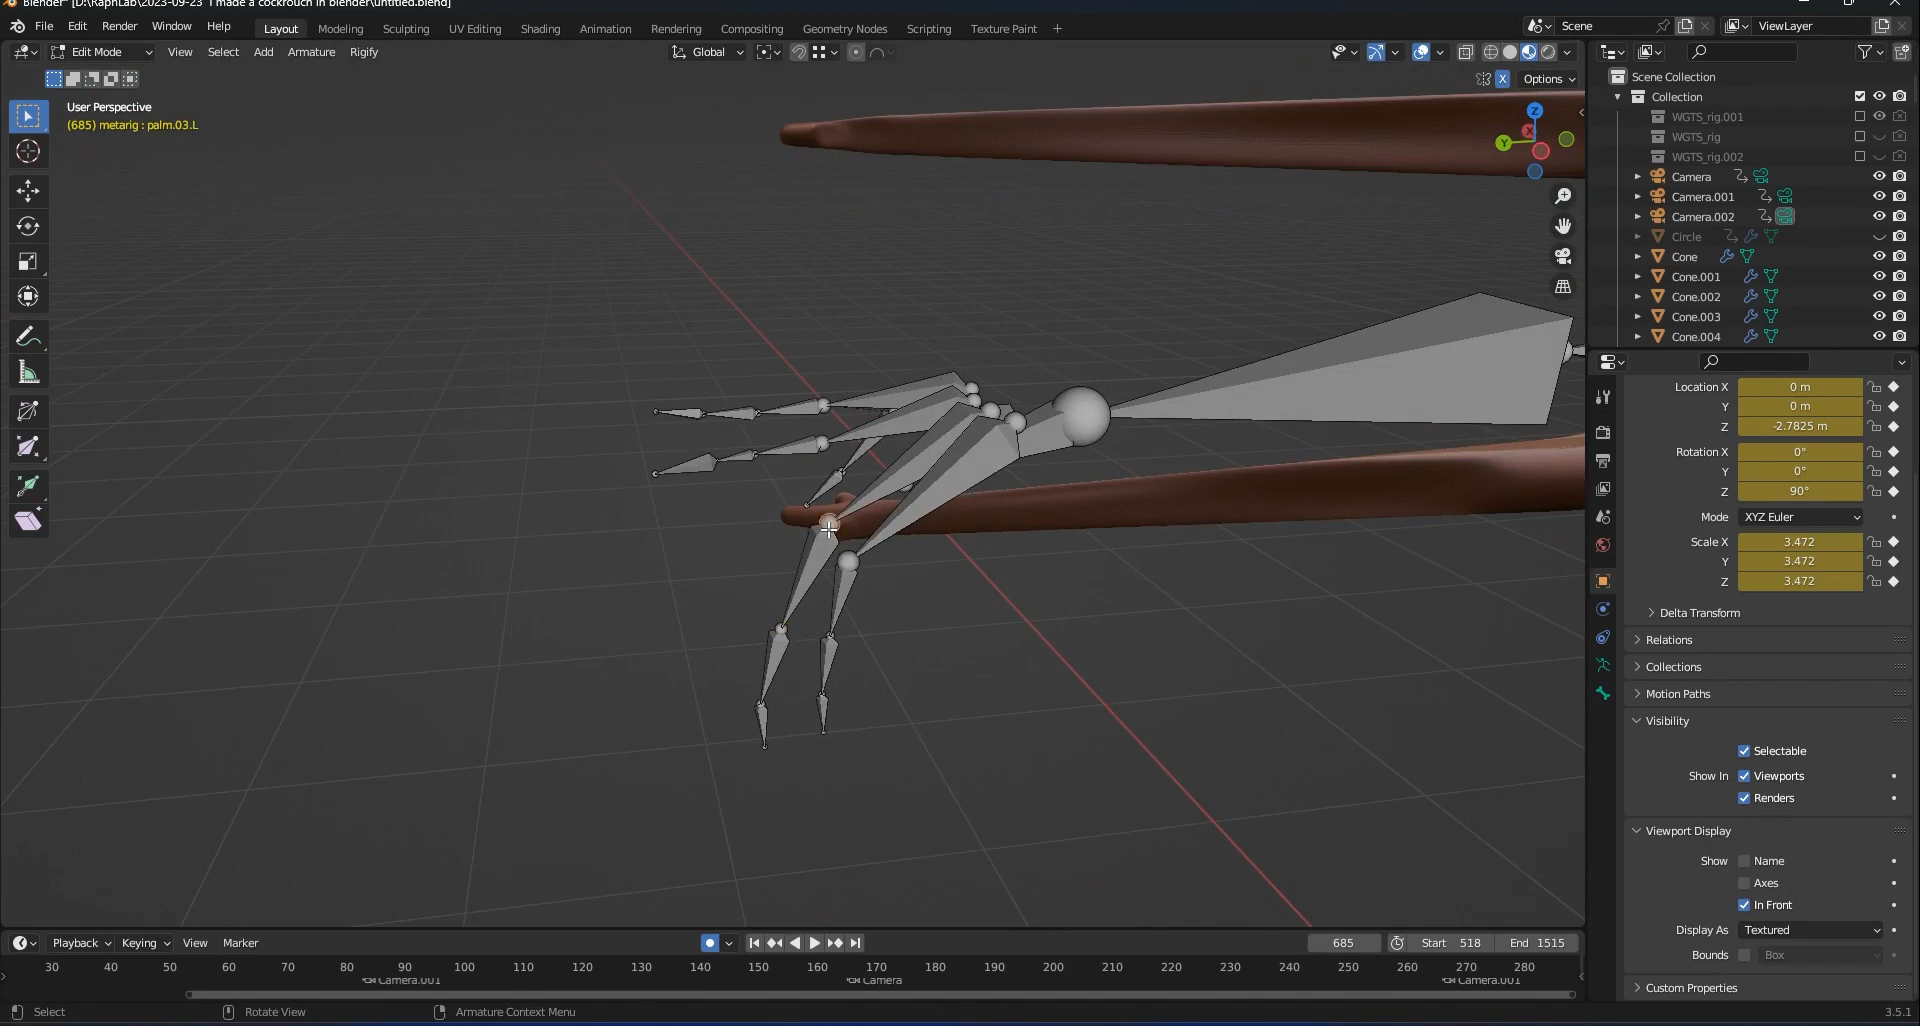 Blender* [D:\RaphLab\2023-09-23 I made a cockrouch in blender\untitled.blend]
File Edit Render Window Help Layout Modeling Sculpting UV Editing Shading Animation Rendering Compositing Geometry Nodes Scripting Texture Paint + Scene ViewLayer
Edit Mode View Select Add Armature Rigify Global
X Options
User Perspective
(685) metarig : palm.03.L
Z
X
Y
Scene Collection
Collection
WGTS_rig.001
WGTS_rig
WGTS_rig.002
Camera
Camera.001
Camera.002
Circle
Cone
Cone.001
Cone.002
Cone.003
Cone.004
Location X 0 m
Y 0 m
Z -2.7825 m
Rotation X 0°
Y 0°
Z 90°
Mode XYZ Euler
Scale X 3.472
Y 3.472
Z 3.472
Delta Transform
Relations
Collections
Motion Paths
Visibility
Selectable
Show In Viewports
Renders
Viewport Display
Show Name
Axes
In Front
Display As Textured
Bounds Box
Custom Properties
Playback Keying View Marker 685 Start 518 End 1515
30 40 50 60 70 80 90 100 110 120 130 140 150 160 170 180 190 200 210 220 230 240 250 260 270 280
Camera.001 Camera Camera.001
Select Rotate View Armature Context Menu 3.5.1